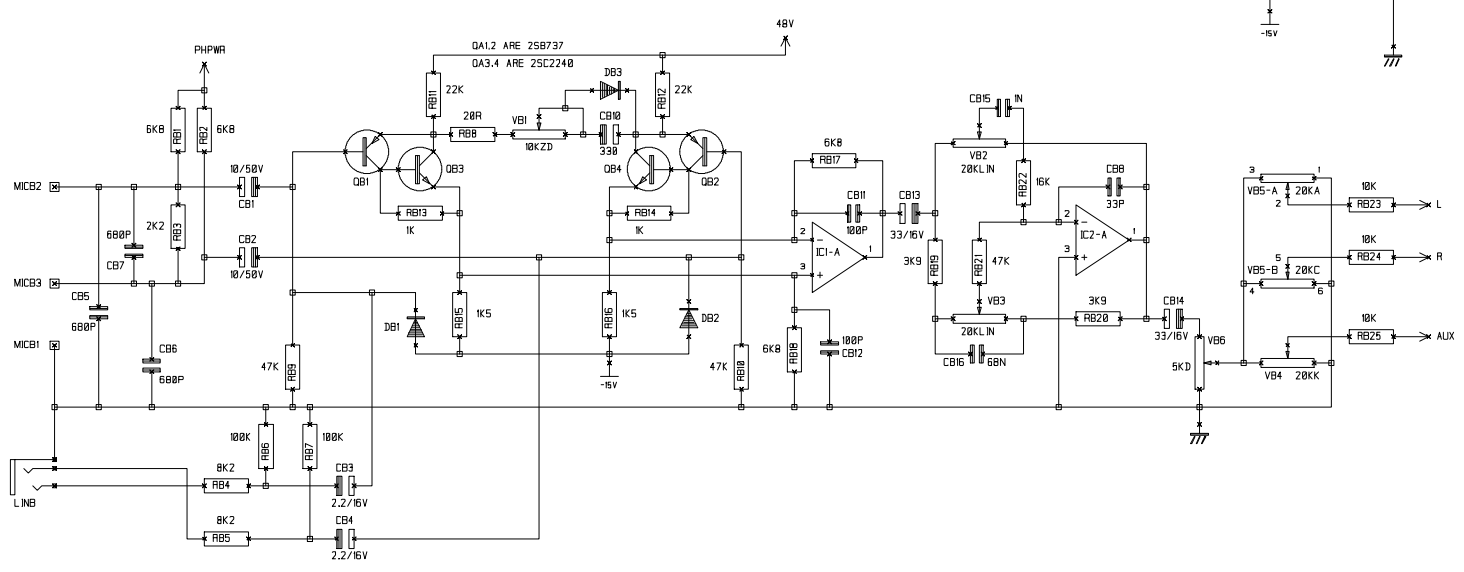 -15V
48V
QA1,2 ARE 2SB737
QA3,4 ARE 2SC2240
PHPWR
RB11
22K
DB3
RB12
22K
CB15
1N
6K8
RB1
RB2
6K8
20R
RB8
VB1
10KZD
CB10
330
6K8
RB17
VB2
20KLIN
QB1
QB3
QB4
QB2
10/50V
CB1
MICB2
RB13
1K
RB14
1K
CB11
100P
CB13
33/16V
RB22
16K
CB8
33P
3
1
VB5-A
20KA
2
10K
RB23
L
2K2
RB3
680P
CB7
CB2
10/50V
2
3
IC1-A
1
3K9
RB19
RB21
47K
2
3
IC2-A
1
10K
RB24
R
5
VB5-B
20KC
4
6
MICB3
CB5
680P
DB1
RB15
1K5
RB16
1K5
DB2
VB3
20KLIN
3K9
RB20
CB14
33/16V
10K
RB25
AUX
MICB1
CB6
680P
47K
RB9
-15V
47K
RB10
6K8
RB18
100P
CB12
CB16
68N
VB6
5KD
VB4
20KK
100K
RB6
RB7
100K
LINB
8K2
RB4
CB3
2.2/16V
8K2
RB5
CB4
2.2/16V